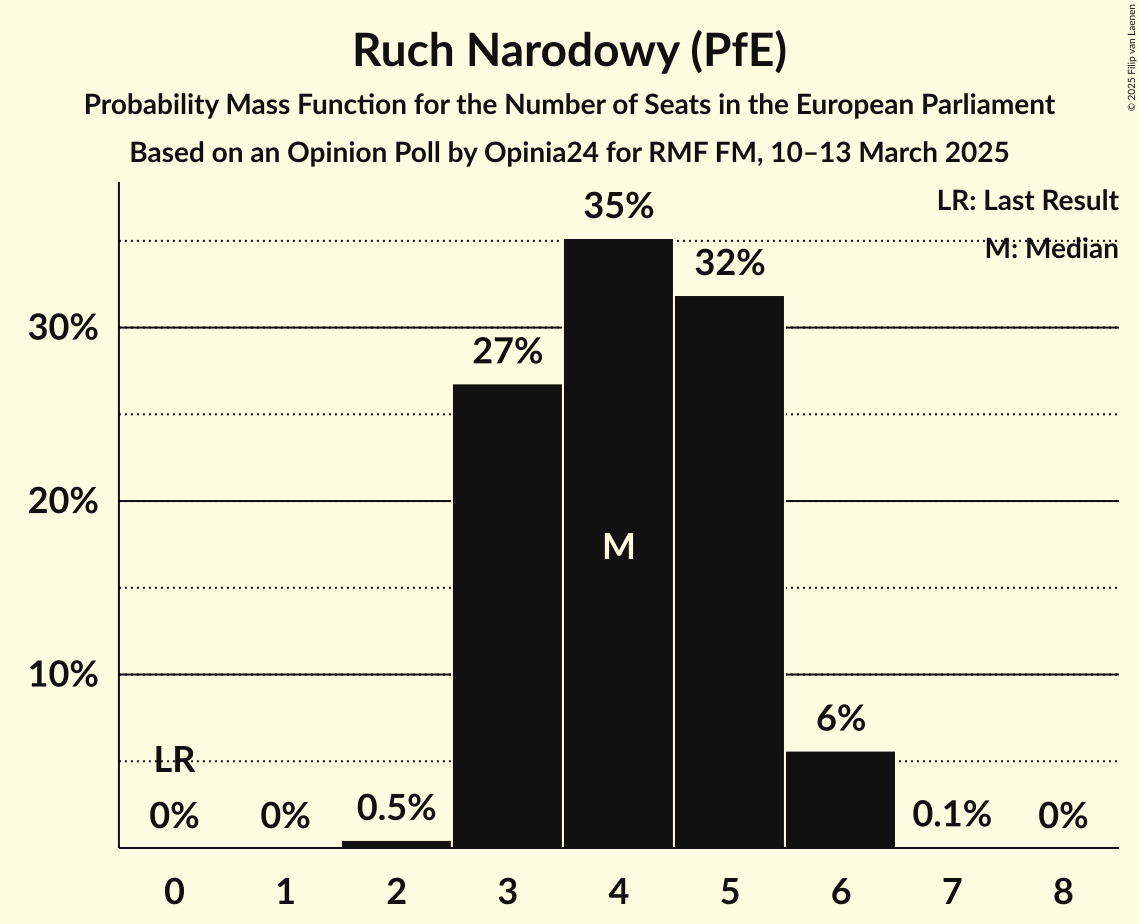 Ruch Narodowy (PfE)
Probability Mass Function for the Number of Seats in the European Parliament
Based on an Opinion Poll by Opinia24 for RMF FM, 10–13 March 2025
© 2025 Filip van Laenen
LR: Last Result
M: Median
35%
32%
30%
27%
20%
M
10%
6%
LR
0%
0%
0.5%
0.1%
0%
0 1 2 3 4 5 6 7 8